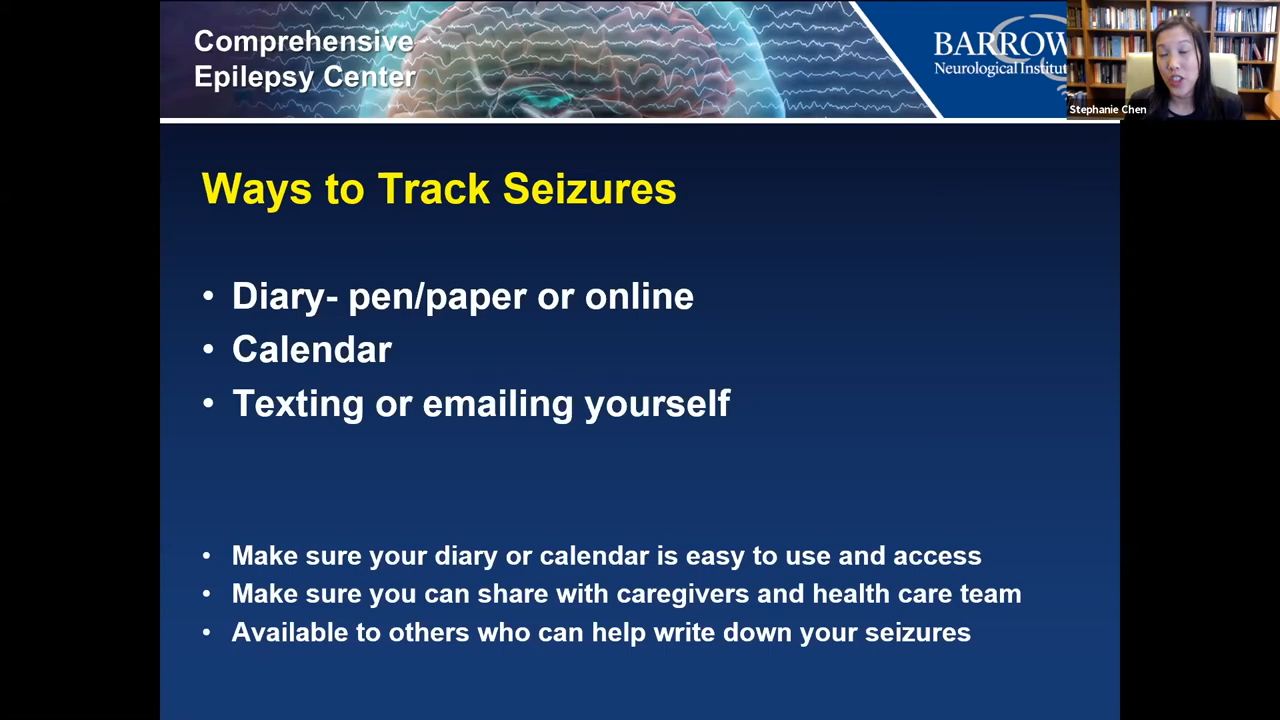 Comprehensive
Epilepsy Center
BARROW
Neurological Institute
Stephanie Chen
Ways to Track Seizures
• Diary- pen/paper or online
• Calendar
• Texting or emailing yourself
• Make sure your diary or calendar is easy to use and access
• Make sure you can share with caregivers and health care team
• Available to others who can help write down your seizures